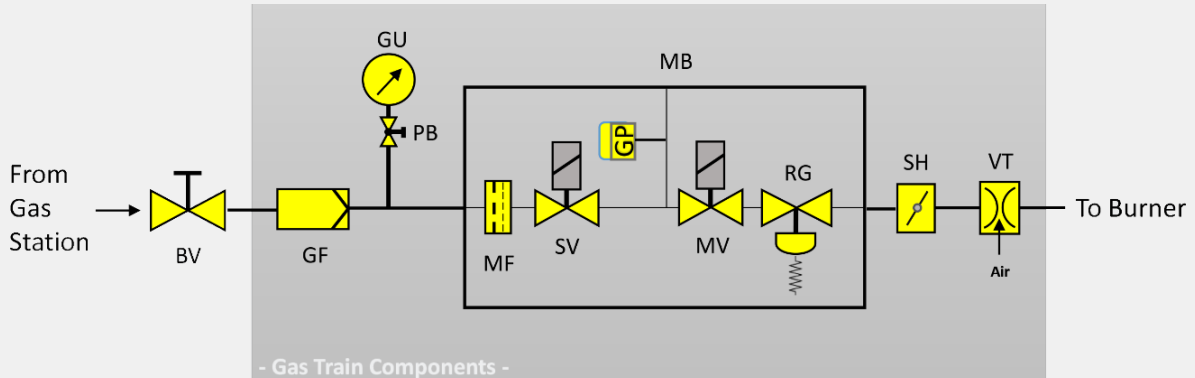 GU
MB
PB
GP
From
Gas
Station
BV
GF
MF
SV
MV
RG
SH
VT
Air
To Burner
- Gas Train Components -